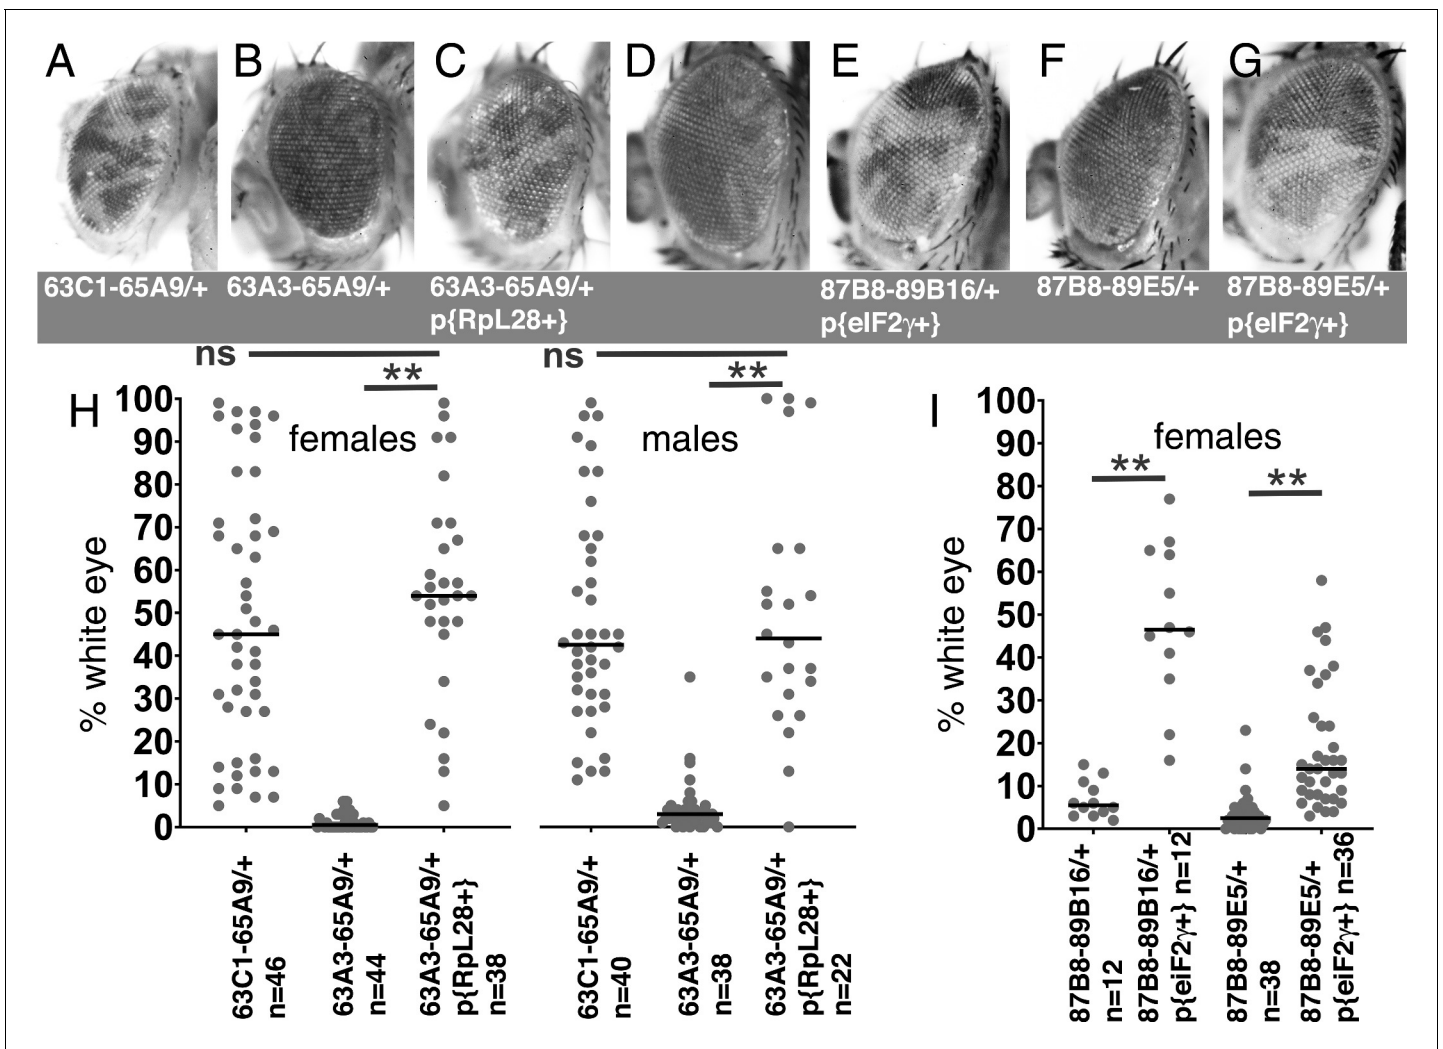 A B C D E F G
63C1-65A9/+ 63A3-65A9/+ 63A3-65A9/+ 87B8-89B16/+ 87B8-89E5/+ 87B8-89E5/+
p{RpL28+} p{eIF2γ+} p{eIF2γ+}
ns ns
** **
H
females males
100
90
80
70
60
50
40
30
20
10
0
% white eye
63C1-65A9/+
n=46
63A3-65A9/+
n=44
63A3-65A9/+
p{RpL28+}
n=38
63C1-65A9/+
n=40
63A3-65A9/+
n=38
63A3-65A9/+
p{RpL28+}
n=22
I
females
** **
100
90
80
70
60
50
40
30
20
10
0
% white eye
87B8-89B16/+
n=12
87B8-89B16/+
p{eiF2γ+} n=12
87B8-89E5/+
n=38
87B8-89E5/+
p{eiF2γ+} n=36